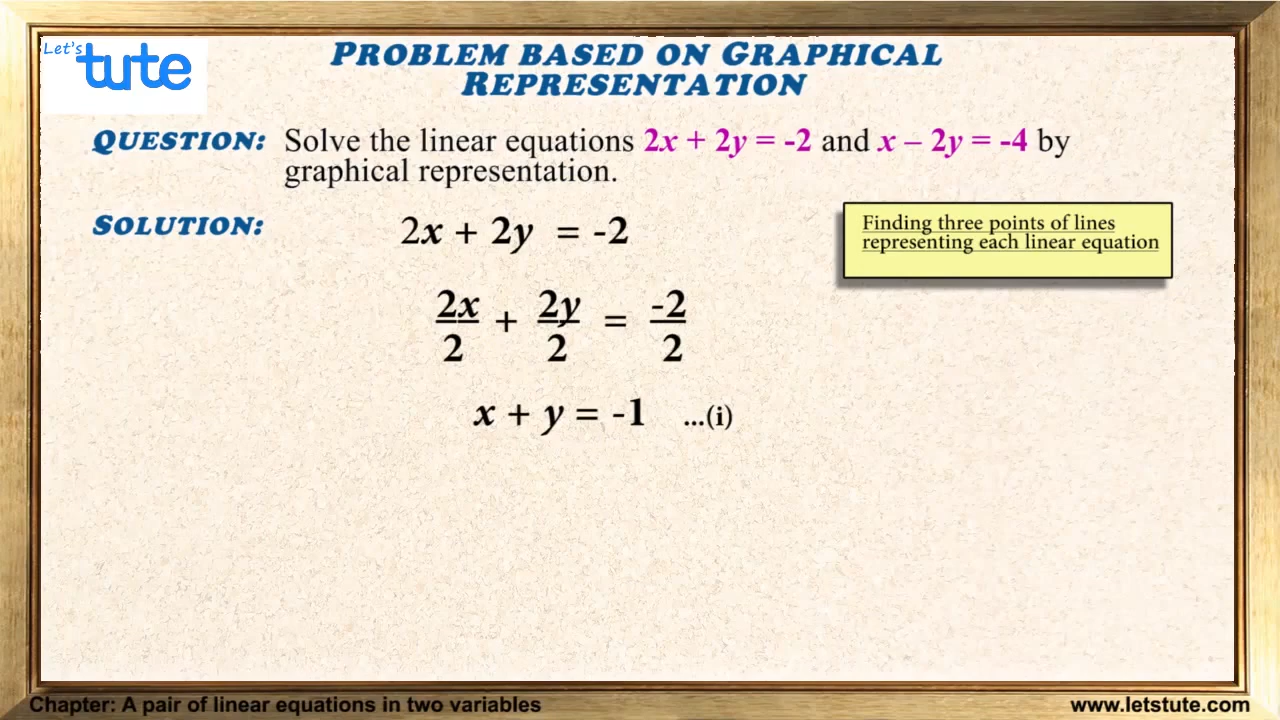 Let's
tute
PROBLEM BASED ON GRAPHICAL
REPRESENTATION
QUESTION: Solve the linear equations 2x + 2y = -2 and x – 2y = -4 by
graphical representation.
SOLUTION:
2x + 2y = -2
Finding three points of lines
representing each linear equation
2x/2 + 2y/2 = -2/2
x + y = -1 ...(i)
Chapter: A pair of linear equations in two variables
www.letstute.com